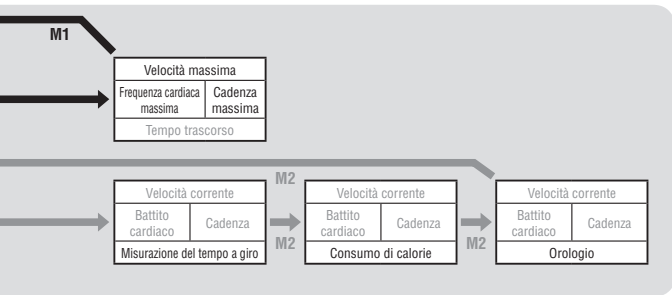 M1
Velocità massima
Frequenza cardiaca massima
Cadenza massima
Tempo trascorso
M2
Velocità corrente
Battito cardiaco
Cadenza
Misurazione del tempo a giro
M2
Velocità corrente
Battito cardiaco
Cadenza
Consumo di calorie
M2
Velocità corrente
Battito cardiaco
Cadenza
Orologio